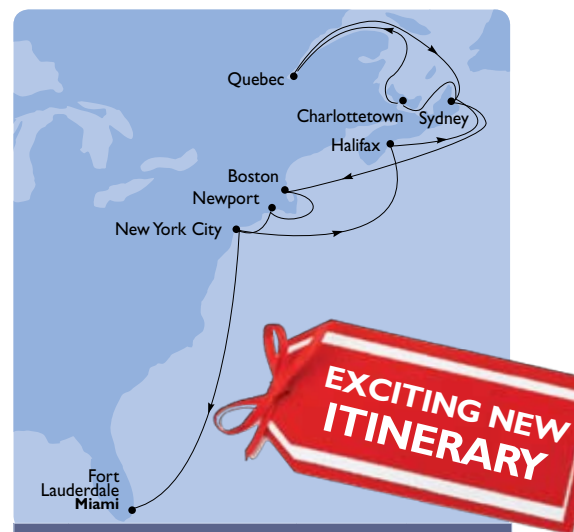 Quebec
Charlottetown
Sydney
Halifax
Boston
Newport
New York City
EXCITING NEW
ITINERARY
Fort
Lauderdale
Miami